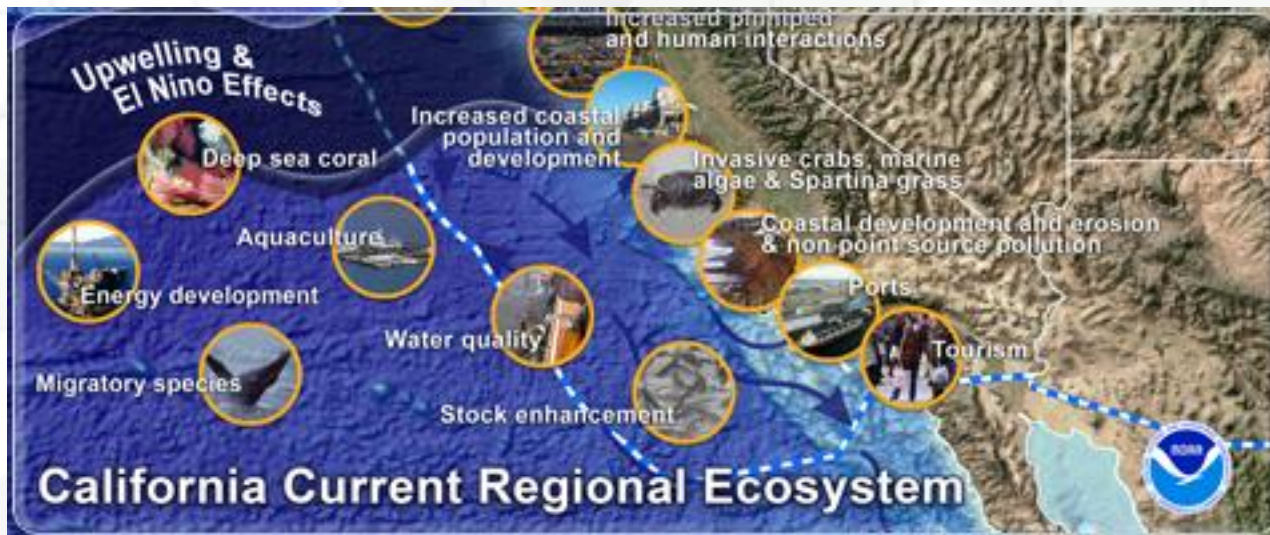 Increased pinniped
and human interactions
Upwelling &
El Nino Effects
Increased coastal
population and
development
Deep sea coral
Invasive crabs, marine
algae & Spartina grass
Coastal development and erosion
& non point source pollution
Aquaculture
Energy development
Ports
Water quality
Tourism
Migratory species
Stock enhancement
NOAA
California Current Regional Ecosystem